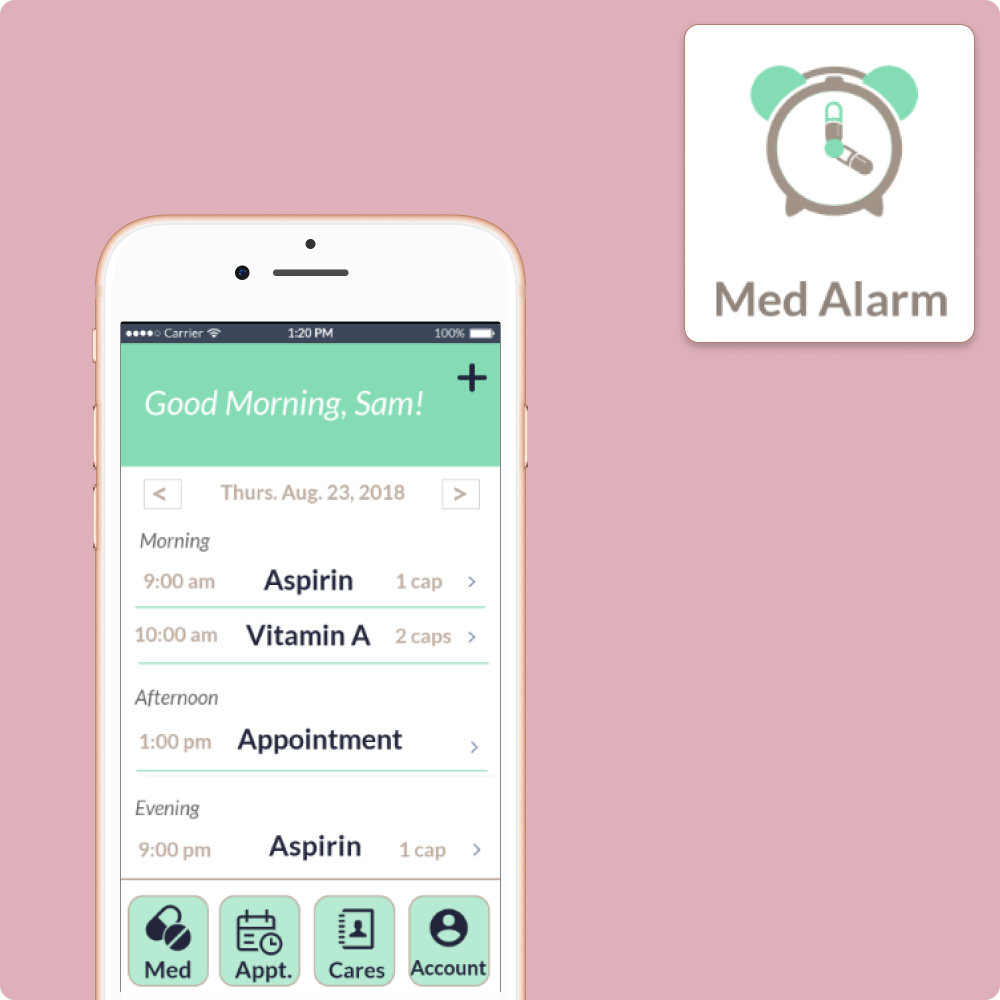 Med Alarm
Carrier 1:20 PM 100%
+
Good Morning, Sam!
< Thurs. Aug. 23, 2018 >
Morning
9:00 am Aspirin 1 cap >
10:00 am Vitamin A 2 caps >
Afternoon
1:00 pm Appointment >
Evening
9:00 pm Aspirin 1 cap >
Med Appt. Cares Account